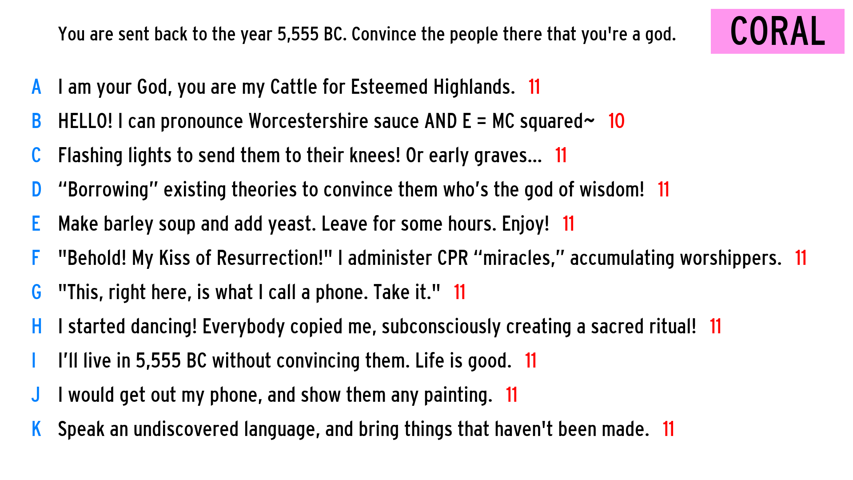 You are sent back to the year 5,555 BC. Convince the people there that you're a god.
CORAL
A I am your God, you are my Cattle for Esteemed Highlands. 11
B HELLO! I can pronounce Worcestershire sauce AND E = MC squared~ 10
C Flashing lights to send them to their knees! Or early graves... 11
D “Borrowing” existing theories to convince them who’s the god of wisdom! 11
E Make barley soup and add yeast. Leave for some hours. Enjoy! 11
F "Behold! My Kiss of Resurrection!" I administer CPR “miracles,” accumulating worshippers. 11
G "This, right here, is what I call a phone. Take it." 11
H I started dancing! Everybody copied me, subconsciously creating a sacred ritual! 11
I I’ll live in 5,555 BC without convincing them. Life is good. 11
J I would get out my phone, and show them any painting. 11
K Speak an undiscovered language, and bring things that haven't been made. 11